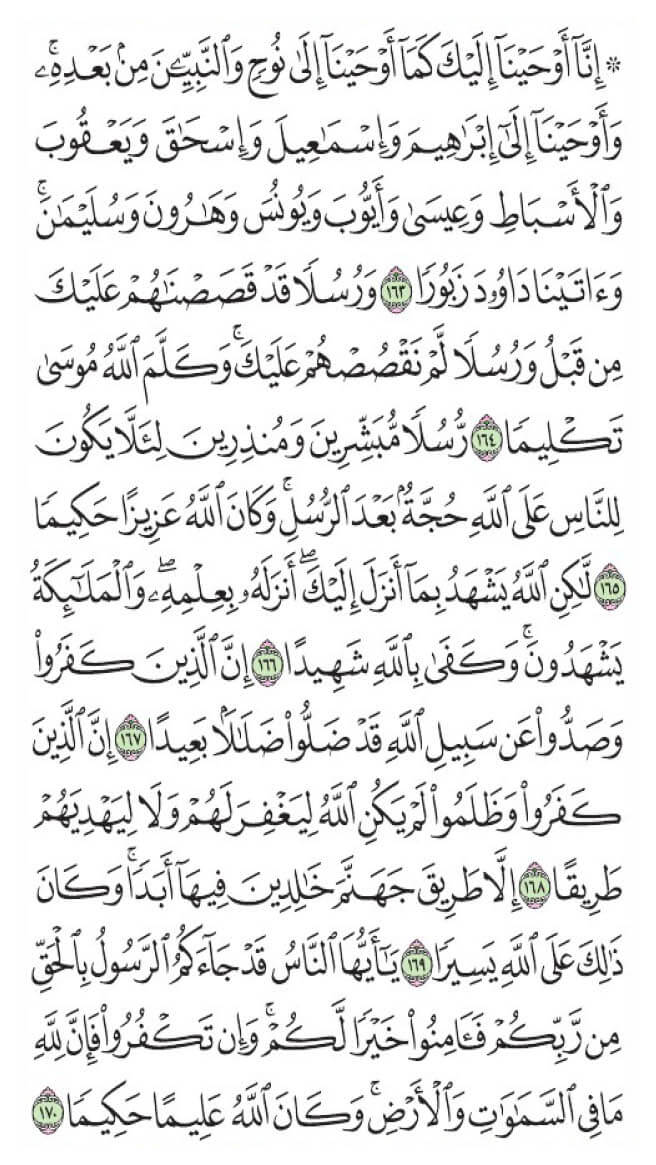 ۞ إِنَّآ أَوۡحَيۡنَآ إِلَيۡكَ كَمَآ أَوۡحَيۡنَآ إِلَىٰ نُوحٖ وَٱلنَّبِيِّـۧنَ مِنۢ بَعۡدِهِۦۚ
وَأَوۡحَيۡنَآ إِلَىٰٓ إِبۡرَٰهِيمَ وَإِسۡمَٰعِيلَ وَإِسۡحَٰقَ وَيَعۡقُوبَ
وَٱلۡأَسۡبَاطِ وَعِيسَىٰ وَأَيُّوبَ وَيُونُسَ وَهَٰرُونَ وَسُلَيۡمَٰنَۚ
وَءَاتَيۡنَا دَاوُۥدَ زَبُورٗا ١٦٣ وَرُسُلٗا قَدۡ قَصَصۡنَٰهُمۡ عَلَيۡكَ
مِن قَبۡلُ وَرُسُلٗا لَّمۡ نَقۡصُصۡهُمۡ عَلَيۡكَۚ وَكَلَّمَ ٱللَّهُ مُوسَىٰ
تَكۡلِيمٗا ١٦٤ رُّسُلٗا مُّبَشِّرِينَ وَمُنذِرِينَ لِئَلَّا يَكُونَ
لِلنَّاسِ عَلَى ٱللَّهِ حُجَّةُۢ بَعۡدَ ٱلرُّسُلِۚ وَكَانَ ٱللَّهُ عَزِيزًا حَكِيمٗا
١٦٥ لَّٰكِنِ ٱللَّهُ يَشۡهَدُ بِمَآ أَنزَلَ إِلَيۡكَۖ أَنزَلَهُۥ بِعِلۡمِهِۦۖ وَٱلۡمَلَٰٓئِكَةُ
يَشۡهَدُونَۚ وَكَفَىٰ بِٱللَّهِ شَهِيدًا ١٦٦ إِنَّ ٱلَّذِينَ كَفَرُواْ
وَصَدُّواْ عَن سَبِيلِ ٱللَّهِ قَدۡ ضَلُّواْ ضَلَٰلَۢا بَعِيدًا ١٦٧ إِنَّ ٱلَّذِينَ
كَفَرُواْ وَظَلَمُواْ لَمۡ يَكُنِ ٱللَّهُ لِيَغۡفِرَ لَهُمۡ وَلَا لِيَهۡدِيَهُمۡ
طَرِيقًا ١٦٨ إِلَّا طَرِيقَ جَهَنَّمَ خَٰلِدِينَ فِيهَآ أَبَدٗاۚ وَكَانَ
ذَٰلِكَ عَلَى ٱللَّهِ يَسِيرٗا ١٦٩ يَٰٓأَيُّهَا ٱلنَّاسُ قَدۡ جَآءَكُمُ ٱلرَّسُولُ بِٱلۡحَقِّ
مِن رَّبِّكُمۡ فَـَٔامِنُواْ خَيۡرٗا لَّكُمۡۚ وَإِن تَكۡفُرُواْ فَإِنَّ لِلَّهِ
مَا فِي ٱلسَّمَٰوَٰتِ وَٱلۡأَرۡضِۚ وَكَانَ ٱللَّهُ عَلِيمًا حَكِيمٗا ١٧٠